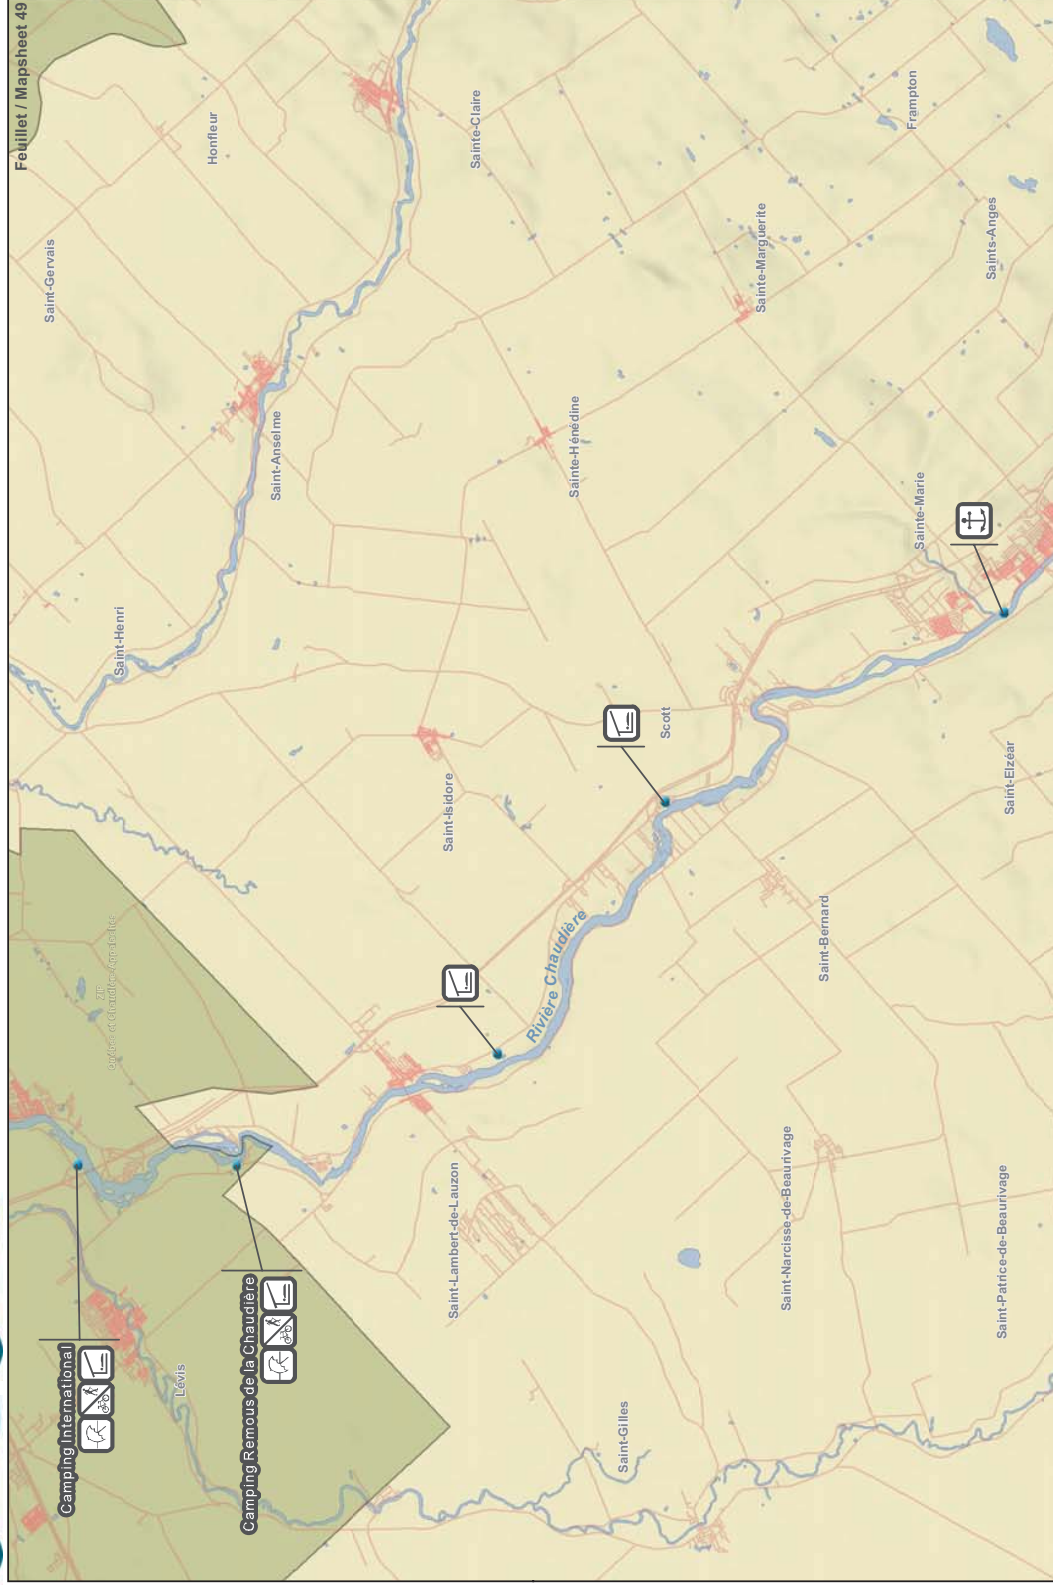 Feuillet / Mapsheet 49
Camping International
Lévis
Camping Remous de la Chaudière
ZIP
Saint-Gervais
Honfleur
Sainte-Claire
Frampton
Saint-Henri
Saint-Anselme
Sainte-Hénédine
Sainte-Marguerite
Saints-Anges
Sainte-Marie
Saint-Isidore
Scott
Rivière Chaudière
Saint-Elzéar
Saint-Bernard
Saint-Lambert-de-Lauzon
Saint-Narcisse-de-Beaurivage
Saint-Patrice-de-Beaurivage
Saint-Gilles